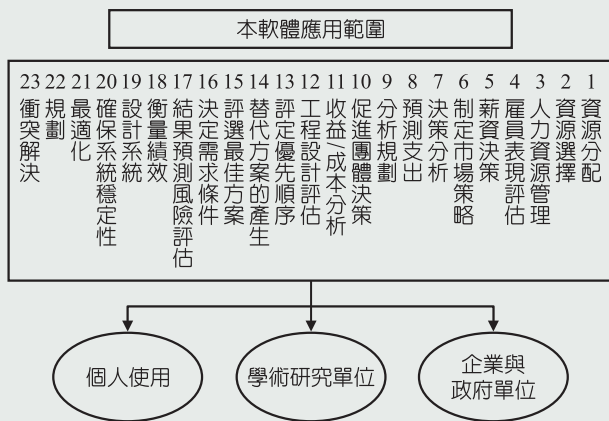 本軟體應用範圍
1 資源分配
2 資源選擇
3 人力資源管理
4 雇員表現評估
5 薪資決策
6 制定市場策略
7 決策分析
8 預測支出
9 分析規劃
10 促進團體決策
11 收益/成本分析
12 工程設計評估
13 評定優先順序
14 替代方案的產生
15 評選最佳方案
16 決定需求條件
17 結果預測風險評估
18 衡量績效
19 設計系統
20 確保系統穩定性
21 最適化
22 規劃
23 衝突解決
個人使用
學術研究單位
企業與
政府單位